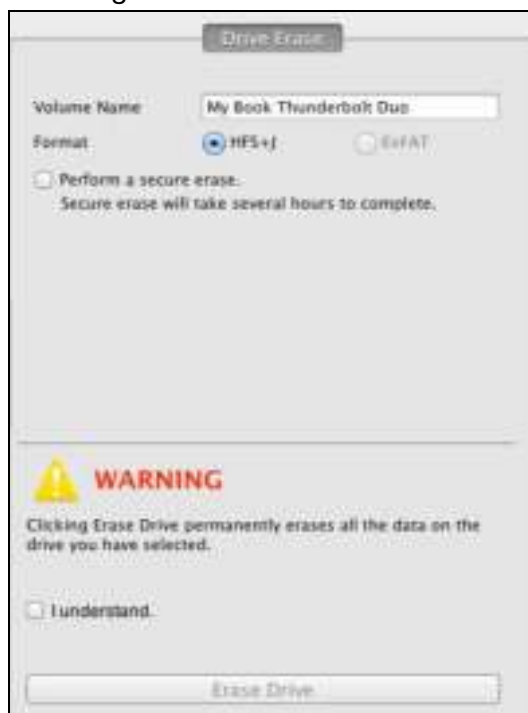 Drive Erase
Volume Name My Book Thunderbolt Duo
Format HFS+J ExFAT
Perform a secure erase.
Secure erase will take several hours to complete.
WARNING
Clicking Erase Drive permanently erases all the data on the
drive you have selected.
I understand.
Erase Drive